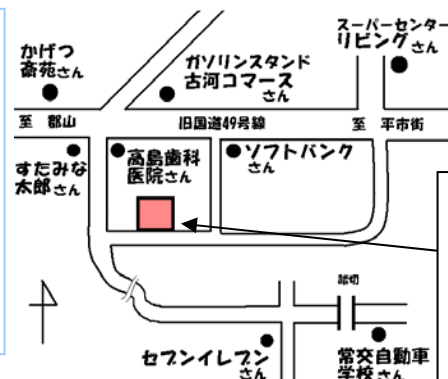 スーパーセンター
リビングさん
かげつ
斎苑さん
ガソリンスタンド
古河コマース
さん
至 郡山
旧国道49号線
至 平市街
すたみな
太郎さん
高島歯科
医院さん
ソフトバンク
さん
踏切
セブンイレブン
さん
常交自動車
学校さん